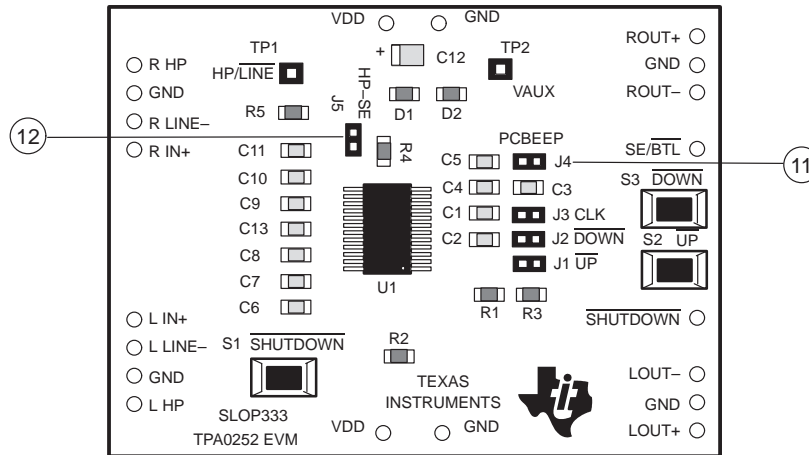 VDD GND
TP1 HP/LINE
R HP
GND
R LINE–
R IN+
12
R5
C11
C10
C9
C13
C8
C7
C6
J5 HP–SE
R4
+ C12
D1 D2
TP2
VAUX
PCBEEP
C5 J4
C4 C3
C1 J3 CLK
C2 J2 DOWN
J1 UP
U1
R1 R3
ROUT+
GND
ROUT–
SE/BTL
11
S3 DOWN
S2 UP
SHUTDOWN
LOUT–
GND
LOUT+
L IN+
L LINE–
GND
L HP
S1 SHUTDOWN
R2
SLOP333
TPA0252 EVM
TEXAS
INSTRUMENTS
VDD GND